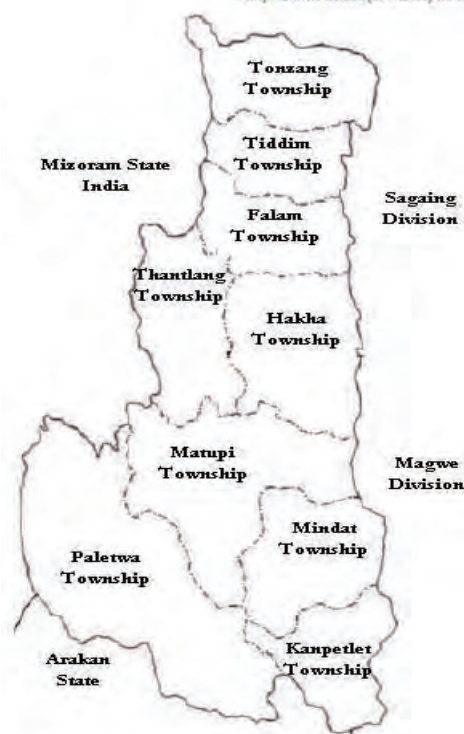 Tonzang
Township
Tiddim
Township
Mizoram State
India
Sagaing
Division
Falam
Township
Thantlang
Township
Hakha
Township
Matupi
Township
Magwe
Division
Mindat
Township
Paletwa
Township
Kanpetlet
Township
Arakan
State